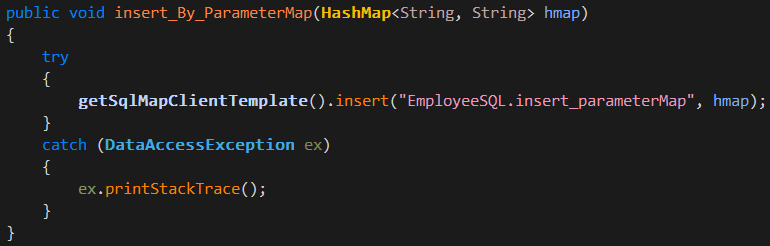 public void insert_By_ParameterMap(HashMap<String, String> hmap)
{
    try
    {
        getSqlMapClientTemplate().insert("EmployeeSQL.insert_parameterMap", hmap);
    }
    catch (DataAccessException ex)
    {
        ex.printStackTrace();
    }
}